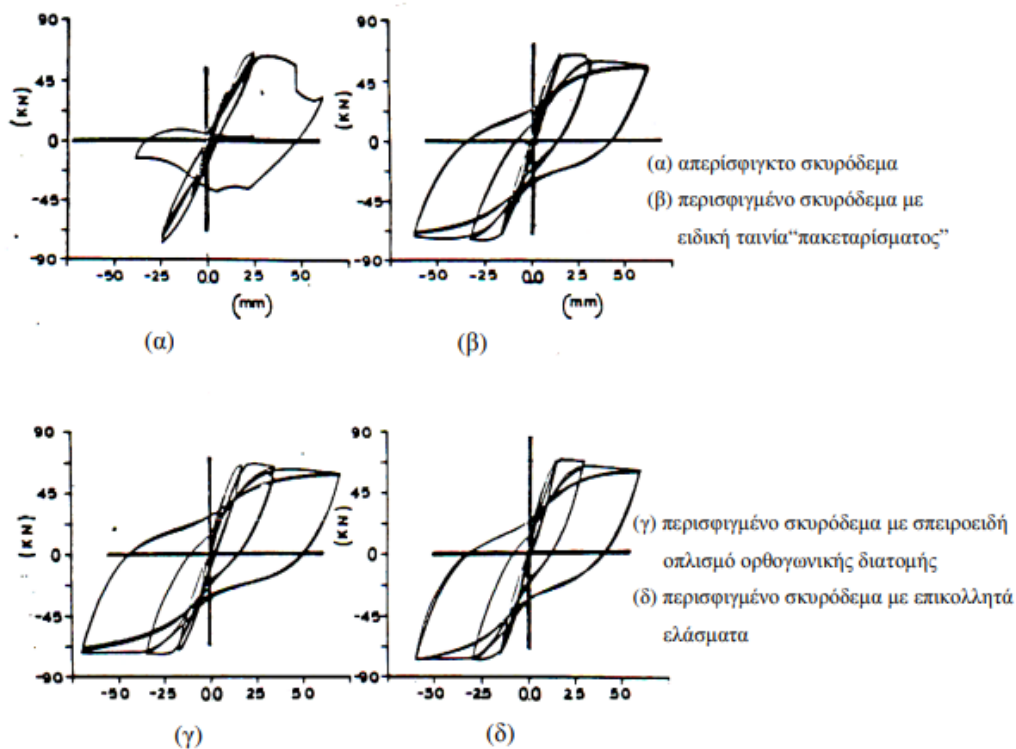 90
45
0
-45
-90
(KN)
-50 -25 0.0 25 50
(mm)
(α)
90
45
0
-45
-90
(KN)
-50 -25 0.0 25 50
(mm)
(β)
(α) απερίσφιγκτο σκυρόδεμα
(β) περισφιγμένο σκυρόδεμα με
ειδική ταινία“πακεταρίσματος”
90
45
0
-45
-90
(KN)
-50 -25 0.0 25 50
(γ)
90
45
0
-45
-90
(KN)
-50 -25 0.0 25 50
(δ)
(γ) περισφιγμένο σκυρόδεμα με σπειροειδή
οπλισμό ορθογωνικής διατομής
(δ) περισφιγμένο σκυρόδεμα με επικολλητά
ελάσματα